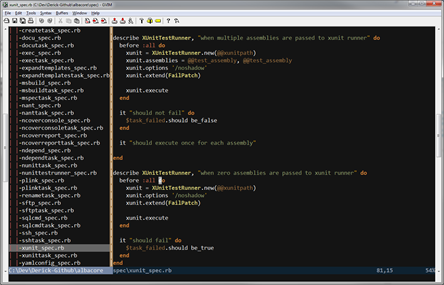 xunit_spec.rb (C:\Dev\Derick-Github\albacore\spec) - GVIM
File Edit Tools Syntax Buffers Window Help
|-createtask_spec.rb
|-docu_spec.rb
|-docutask_spec.rb
|-exec_spec.rb
|-exectask_spec.rb
|-expandtemplates_spec.rb
|-expandtemplatestask_spec.rb
|-msbuild_spec.rb
|-msbuildtask_spec.rb
|-mspec_spec.rb
|-mspectask_spec.rb
|-nant_spec.rb
|-nanttask_spec.rb
|-ncoverconsole_spec.rb
|-ncoverconsoletask_spec.rb
|-ncoverreport_spec.rb
|-ncoverreporttask_spec.rb
|-ndepend_spec.rb
|-ndependtask_spec.rb
|-nunittask_spec.rb
|-nunittestrunner_spec.rb
|-plink_spec.rb
|-plinktask_spec.rb
|-renametask_spec.rb
|-sftp_spec.rb
|-sftptask_spec.rb
|-sqlcmd_spec.rb
|-sqlcmdtask_spec.rb
|-ssh_spec.rb
|-sshtask_spec.rb
|-xunit_spec.rb
|-xunittask_spec.rb
|-yamlconfig_spec.rb
C:\Dev\Derick-Github\albacore
describe XUnitTestRunner, "when multiple assemblies are passed to xunit runner" do
before :all do
xunit = XUnitTestRunner.new(@@xunitpath)
xunit.assemblies = @@test_assembly, @@test_assembly
xunit.options '/noshadow'
xunit.extend(FailPatch)
xunit.execute
end
it "should not fail" do
$task_failed.should be_false
end
it "should execute once for each assembly"
end
describe XUnitTestRunner, "when zero assemblies are passed to xunit runner" do
before :all do
xunit = XUnitTestRunner.new(@@xunitpath)
xunit.options '/noshadow'
xunit.extend(FailPatch)
xunit.execute
end
it "should fail" do
$task_failed.should be_true
end
end
spec\xunit_spec.rb 81,15 54%